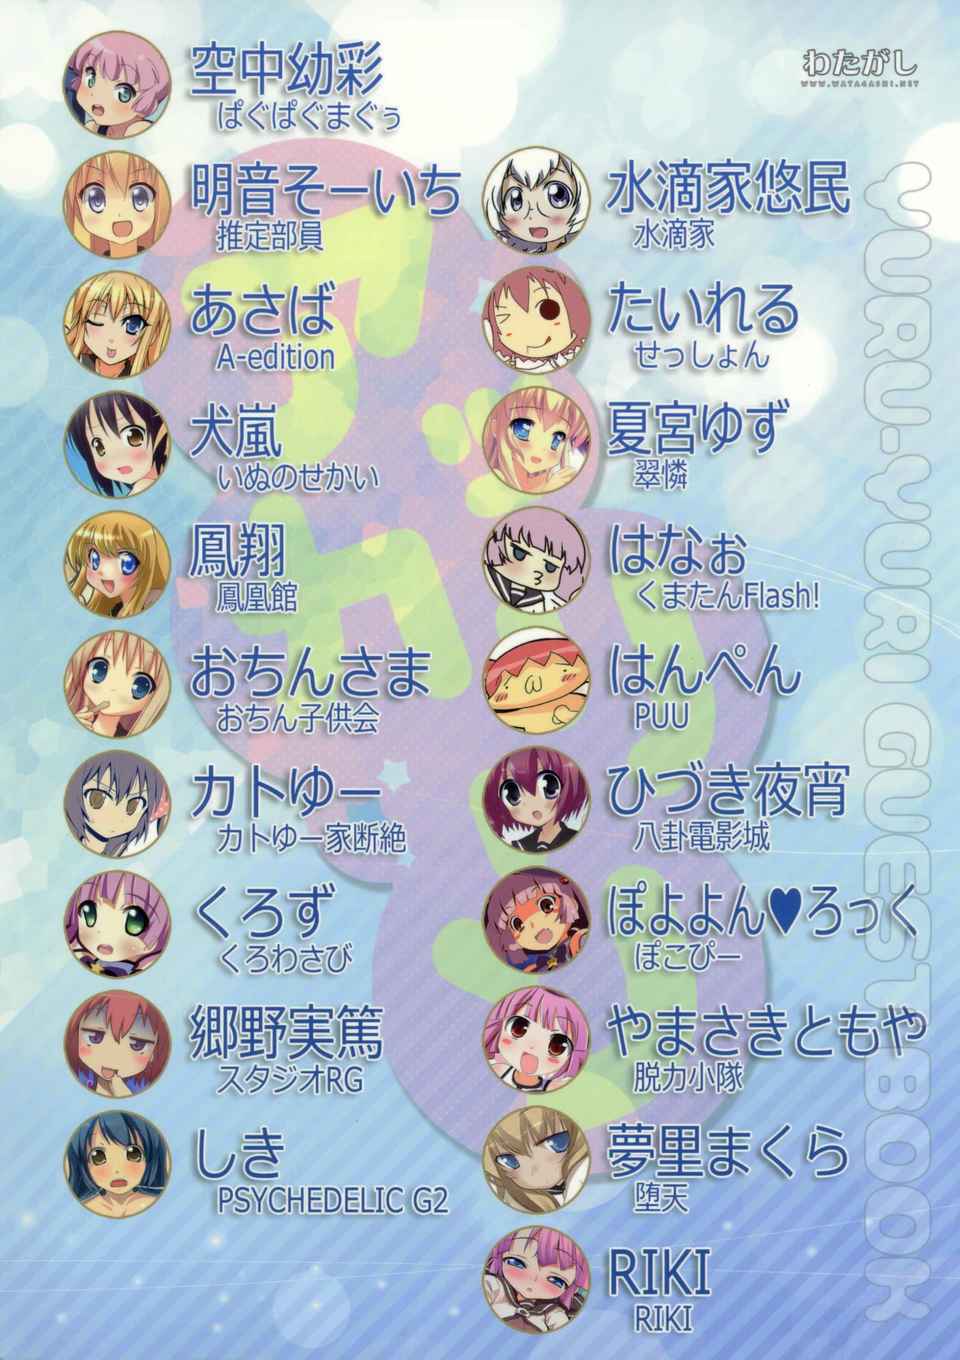 わたがし
WWW.WATAGASHI.NET
空中幼彩
ぱぐぱぐまぐぅ
明音そーいち
推定部員
あさば
A-edition
犬嵐
いぬのせかい
鳳翔
鳳凰館
おちんさま
おちん子供会
カトゆー
カトゆー家断絶
くろず
くろわさび
郷野実篤
スタジオRG
しき
PSYCHEDELIC G2
水滴家悠民
水滴家
たいれる
せっしょん
夏宮ゆず
翠憐
はなぉ
くまたんFlash!
はんぺん
PUU
ひづき夜宵
八卦電影城
ぽよよん♥ろっく
ぽこぴー
やまさきともや
脱力小隊
夢里まくら
堕天
RIKI
RIKI
YURU-YURI GUEST BOOK
アッカリーン